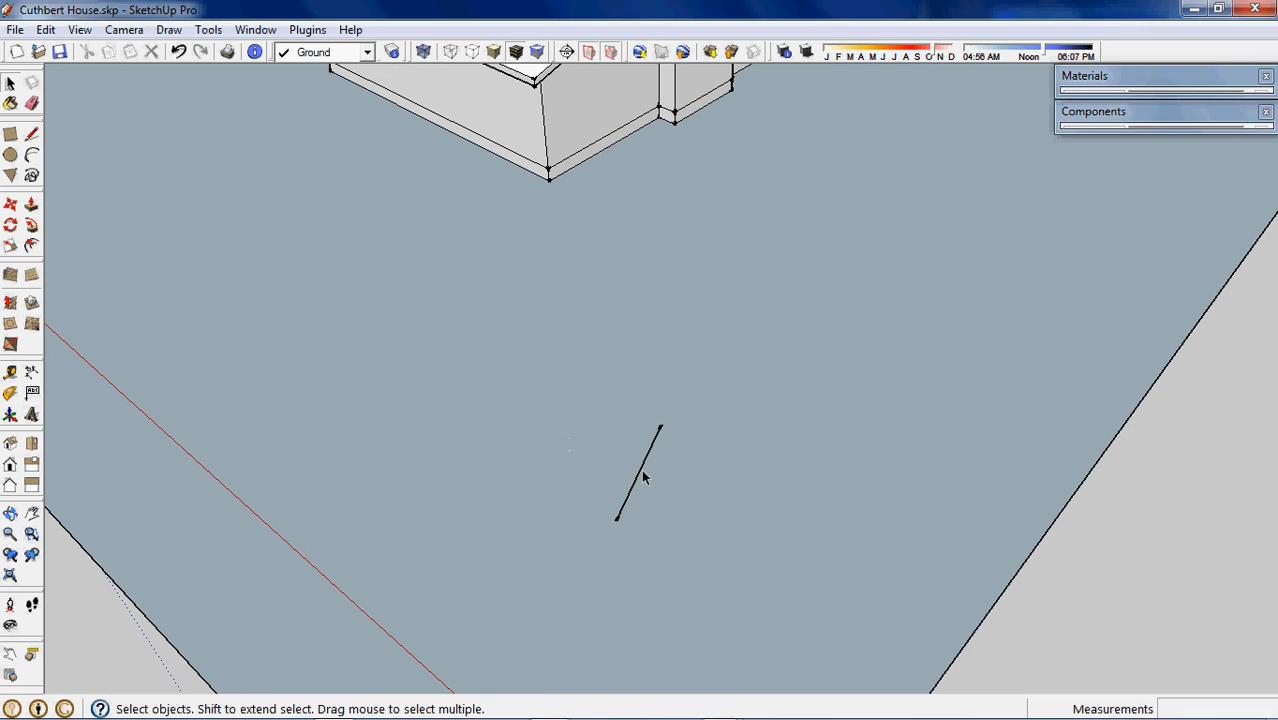 Cuthbert House.skp - SketchUp Pro
File Edit View Camera Draw Tools Window Plugins Help
Ground
J F M A M J J A S O N D 04:56 AM Noon 06:07 PM
Materials
Components
Abc
Select objects. Shift to extend select. Drag mouse to select multiple.
Measurements